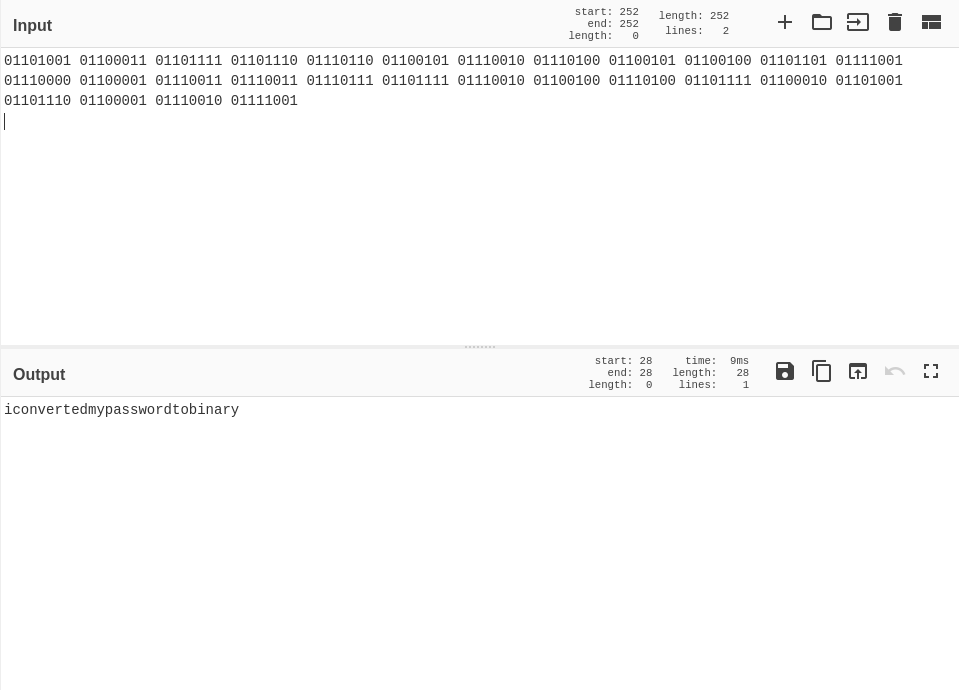 Input
start: 252
end: 252
length: 0
length: 252
lines: 2
01101001 01100011 01101111 01101110 01110110 01100101 01110010 01110100 01100101 01100100 01101101 01111001
01110000 01100001 01110011 01110011 01110111 01101111 01110010 01100100 01110100 01101111 01100010 01101001
01101110 01100001 01110010 01111001
Output
start: 28
end: 28
length: 0
time: 9ms
length: 28
lines: 1
iconvertedmypasswordtobinary